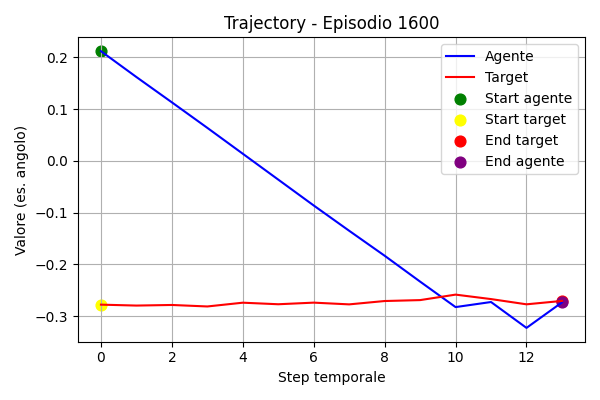 Trajectory - Episodio 1600
Valore (es. angolo)
0.2
0.1
0.0
−0.1
−0.2
−0.3
0 2 4 6 8 10 12
Step temporale
Agente
Target
Start agente
Start target
End target
End agente